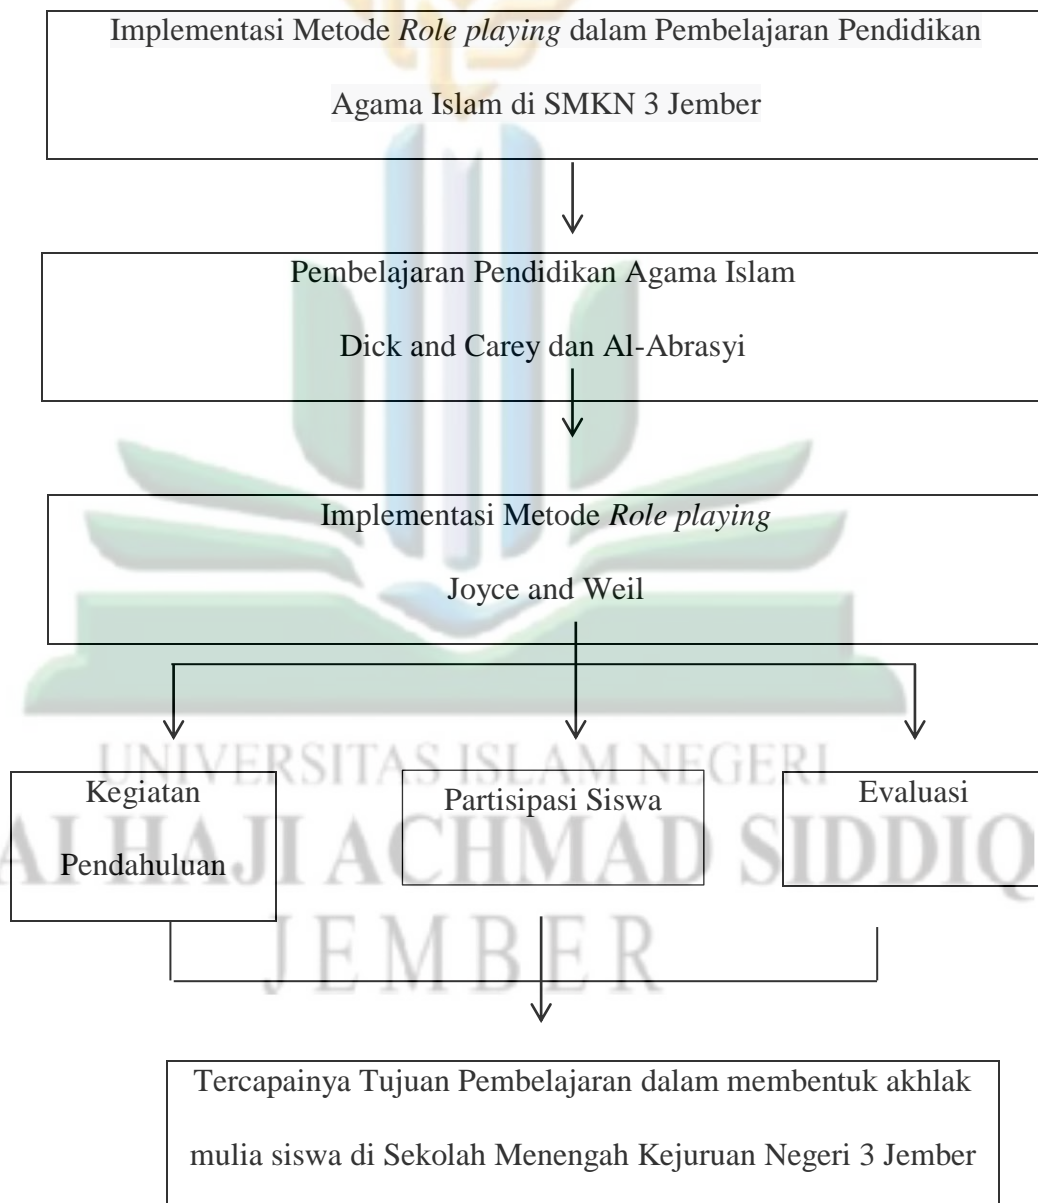 Implementasi Metode Role playing dalam Pembelajaran Pendidikan
Agama Islam di SMKN 3 Jember
Pembelajaran Pendidikan Agama Islam
Dick and Carey dan Al-Abrasyi
Implementasi Metode Role playing
Joyce and Weil
UNIVERSITAS ISLAM NEGERI
Kegiatan
Pendahuluan
Partisipasi Siswa
Evaluasi
AI HAJI ACHMAD SIDDIQ
JEMBER
Tercapainya Tujuan Pembelajaran dalam membentuk akhlak
mulia siswa di Sekolah Menengah Kejuruan Negeri 3 Jember